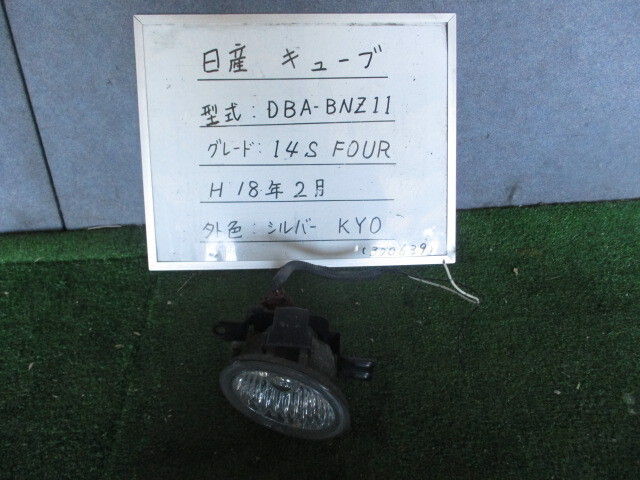 日産 キューブ
型式:DBA-BNZ11
グレード:14S FOUR
H 18年2月
外色:シルバー KYO